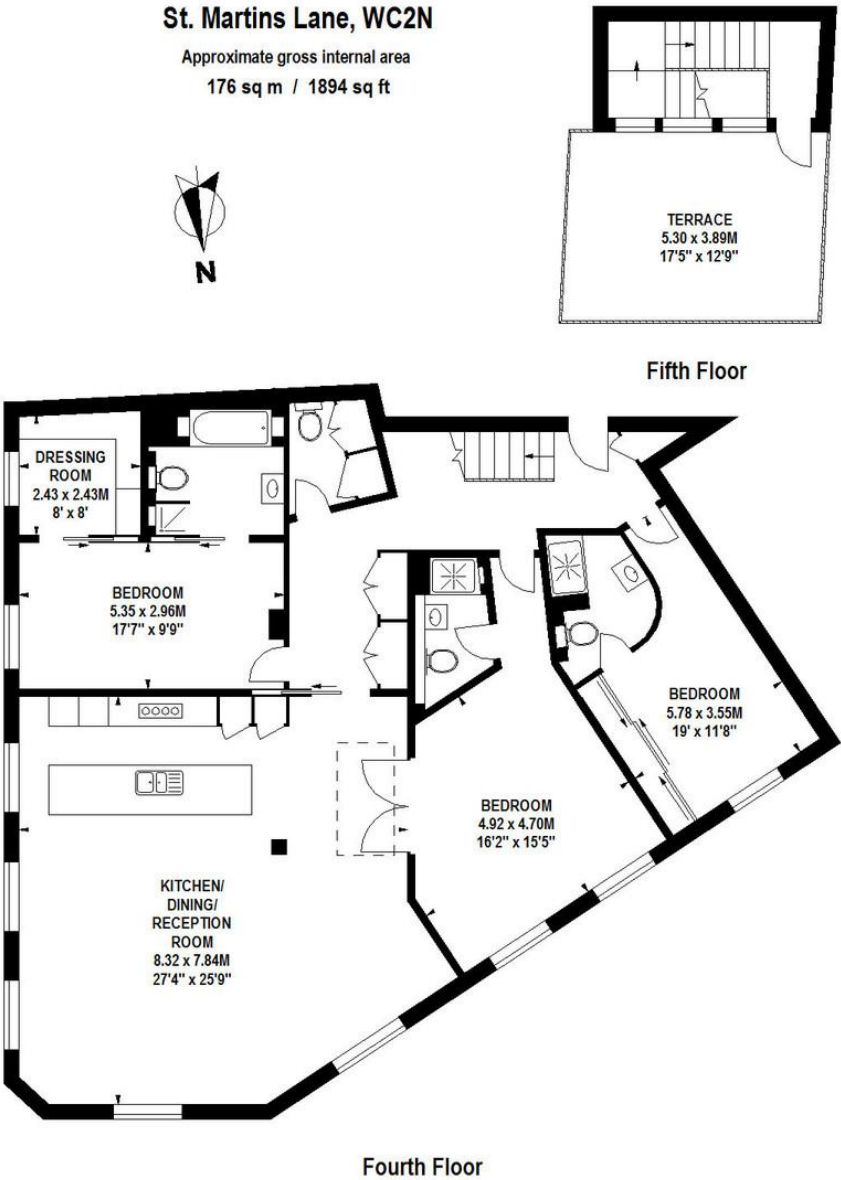 St. Martins Lane, WC2N
Approximate gross internal area
176 sq m / 1894 sq ft
N
TERRACE
5.30 x 3.89M
17'5" x 12'9"
Fifth Floor
DRESSING
ROOM
2.43 x 2.43M
8' x 8'
BEDROOM
5.35 x 2.96M
17'7" x 9'9"
BEDROOM
5.78 x 3.55M
19' x 11'8"
BEDROOM
4.92 x 4.70M
16'2" x 15'5"
KITCHEN/
DINING/
RECEPTION
ROOM
8.32 x 7.84M
27'4" x 25'9"
Fourth Floor